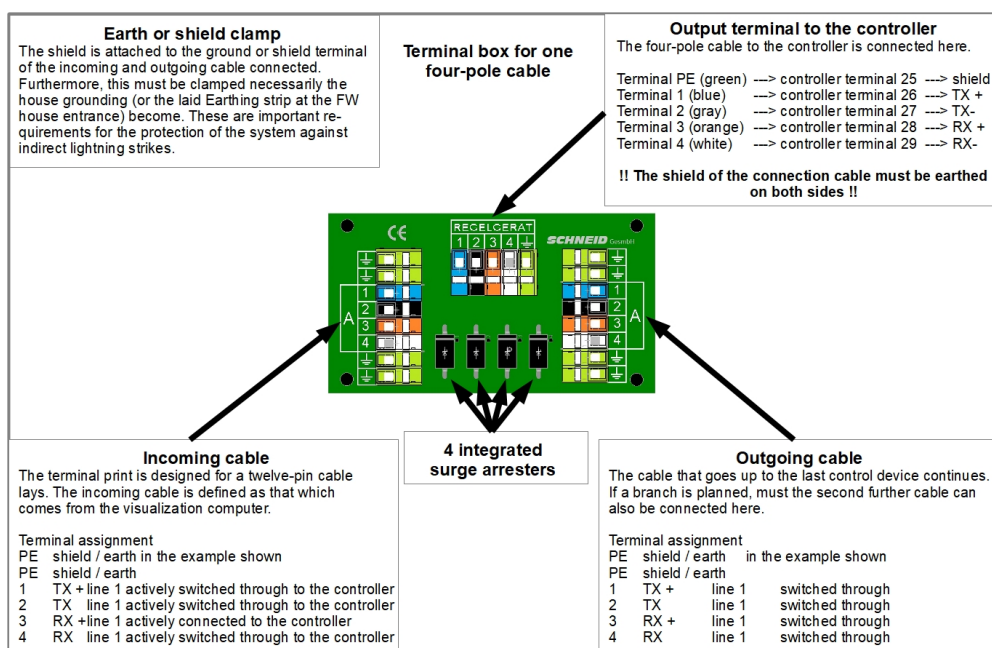 Earth or shield clamp
The shield is attached to the ground or shield terminal
of the incoming and outgoing cable connected.
Furthermore, this must be clamped necessarily the
house grounding (or the laid Earthing strip at the FW
house entrance) become. These are important re-
quirements for the protection of the system against
indirect lightning strikes.
Terminal box for one
four-pole cable
Output terminal to the controller
The four-pole cable to the controller is connected here.
Terminal PE (green) ---> controller terminal 25 ---> shield
Terminal 1 (blue) ---> controller terminal 26 ---> TX +
Terminal 2 (gray) ---> controller terminal 27 ---> TX-
Terminal 3 (orange) ---> controller terminal 28 ---> RX +
Terminal 4 (white) ---> controller terminal 29 ---> RX-
!! The shield of the connection cable must be earthed
on both sides !!
CE
REGELGERAT
1 2 3 4
SCHNEID GesmbH
A
1
2
3
4
1
2
3
4
A
P
4 integrated
surge arresters
Incoming cable
The terminal print is designed for a twelve-pin cable
lays. The incoming cable is defined as that which
comes from the visualization computer.
Terminal assignment
PE shield / earth in the example shown
PE shield / earth
1 TX + line 1 actively switched through to the controller
2 TX line 1 actively switched through to the controller
3 RX + line 1 actively connected to the controller
4 RX line 1 actively switched through to the controller
Outgoing cable
The cable that goes up to the last control device continues.
If a branch is planned, must the second further cable can
also be connected here.
Terminal assignment
PE shield / earth in the example shown
PE shield / earth
1 TX + line 1 switched through
2 TX line 1 switched through
3 RX + line 1 switched through
4 RX line 1 switched through